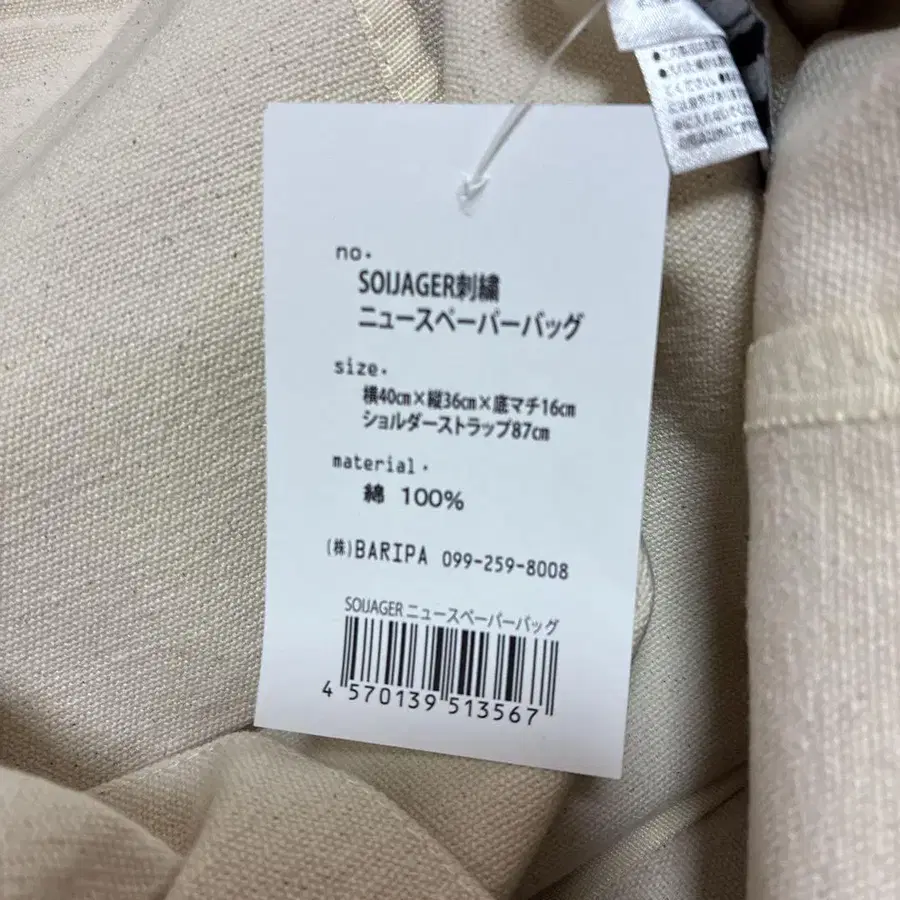 no.
SOIJAGER刺繍
ニュースペーパーバッグ
size.
横40㎝×縦36㎝×底マチ16㎝
ショルダーストラップ87㎝
material.
綿 100%
(株)BARIPA 099-259-8008
SOIJAGER ニュースペーパーバッグ
4 570139 513567